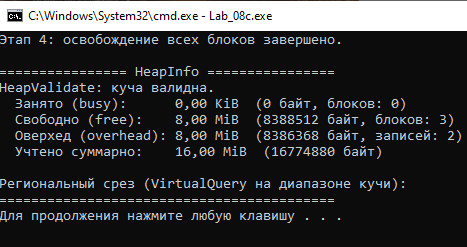 C:\Windows\System32\cmd.exe - Lab_08c.exe
Этап 4: освобождение всех блоков завершено.
=============== HeapInfo ================
HeapValidate: куча валидна.
Занято (busy): 0,00 KiB (0 байт, блоков: 0)
Свободно (free): 8,00 MiB (8388512 байт, блоков: 3)
Оверхед (overhead): 8,00 MiB (8386368 байт, записей: 2)
Учтено суммарно: 16,00 MiB (16774880 байт)
Региональный срез (VirtualQuery на диапазоне кучи):
=========================================
Для продолжения нажмите любую клавишу . . .